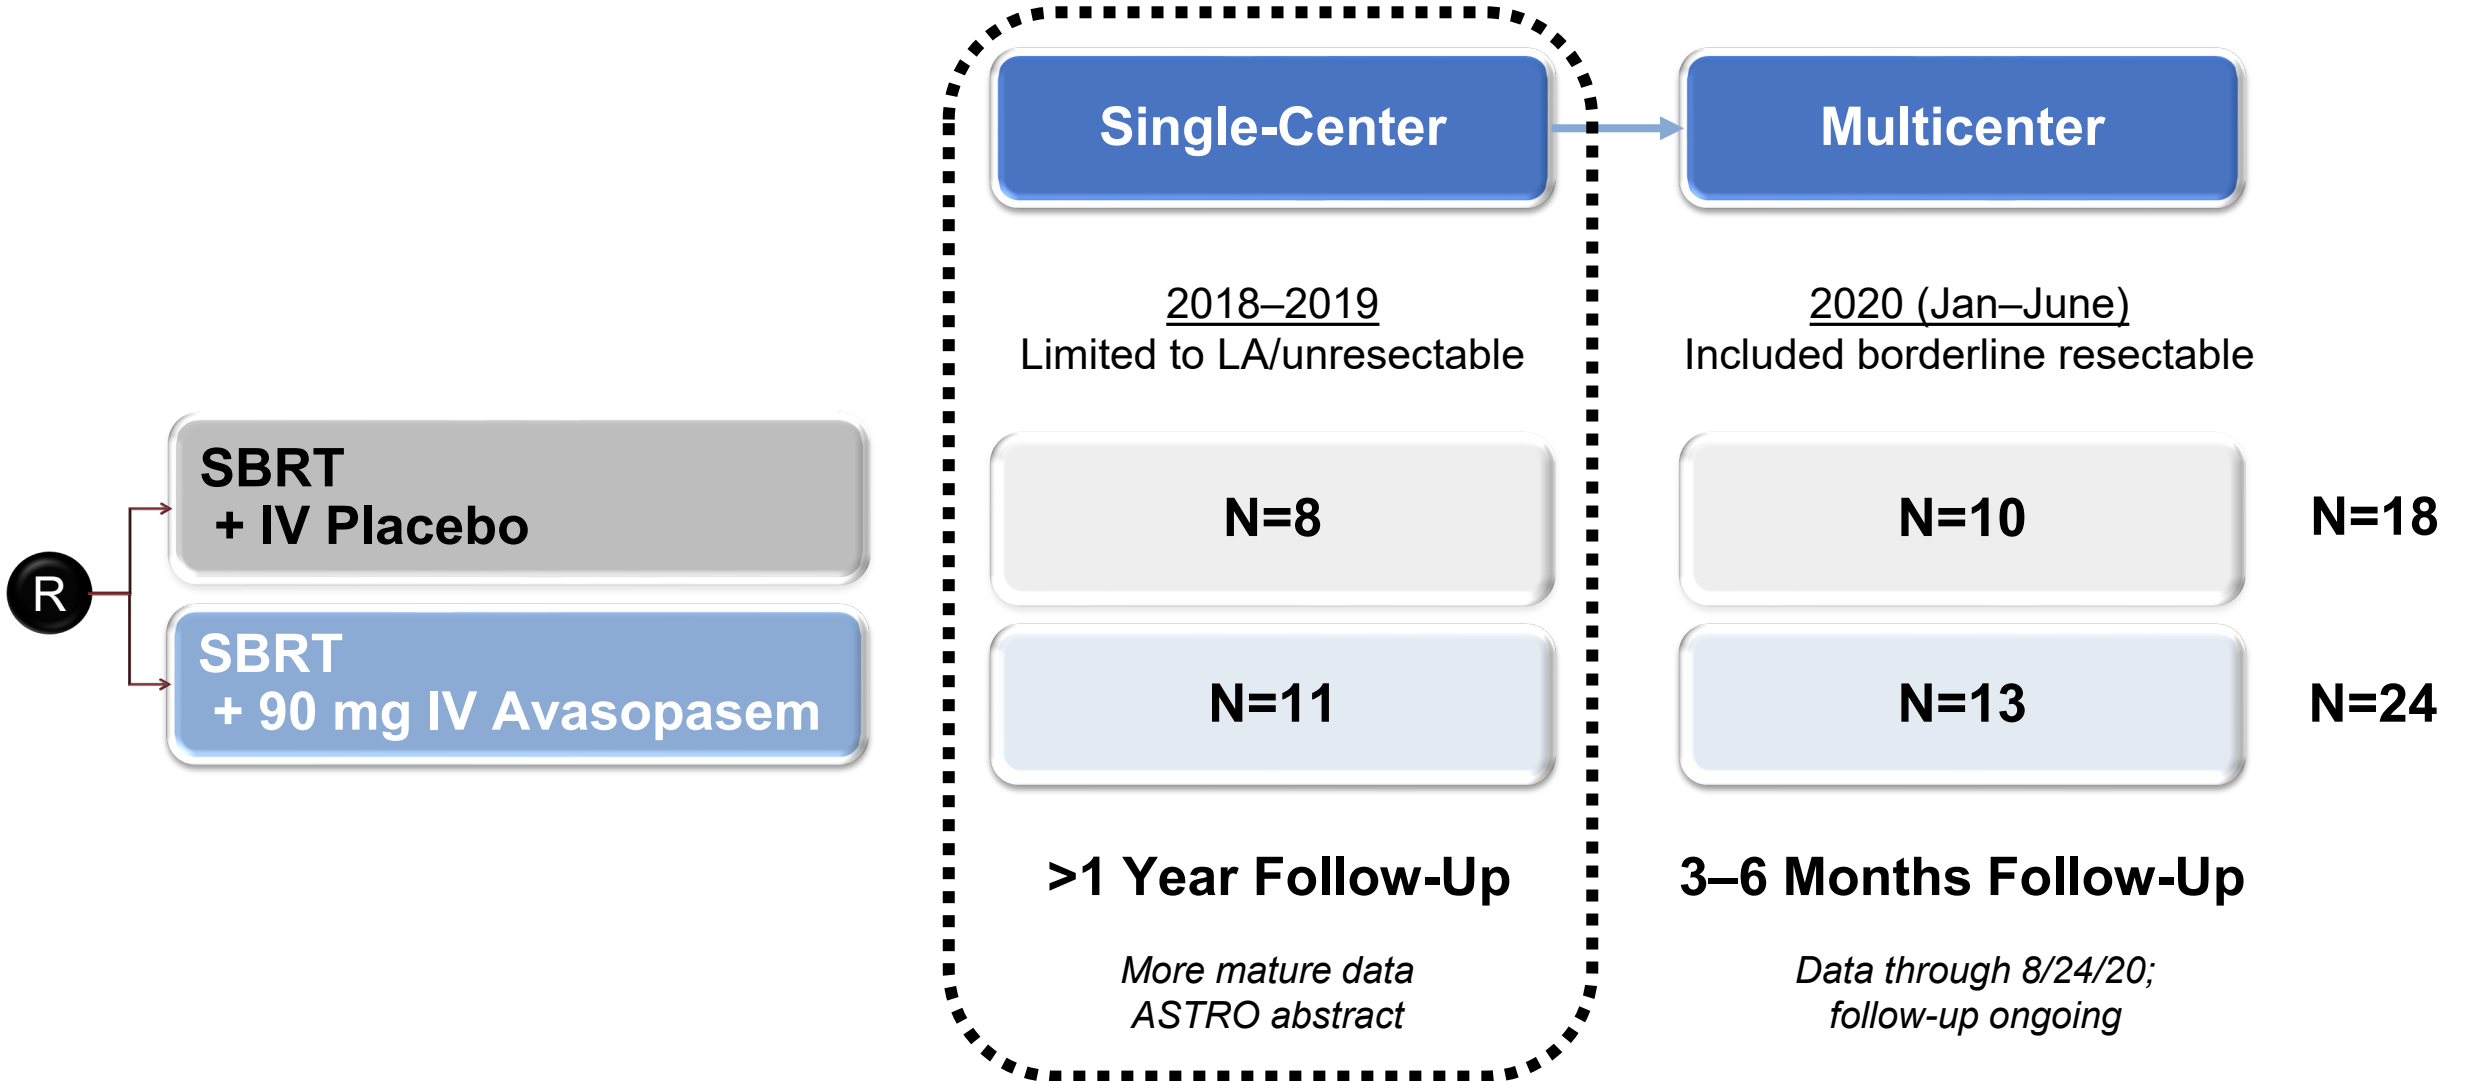 Single-Center
Multicenter
2018–2019
Limited to LA/unresectable
2020 (Jan–June)
Included borderline resectable
R
SBRT
+ IV Placebo
N=8
N=10
N=18
SBRT
+ 90 mg IV Avasopasem
N=11
N=13
N=24
>1 Year Follow-Up
3–6 Months Follow-Up
More mature data
ASTRO abstract
Data through 8/24/20;
follow-up ongoing